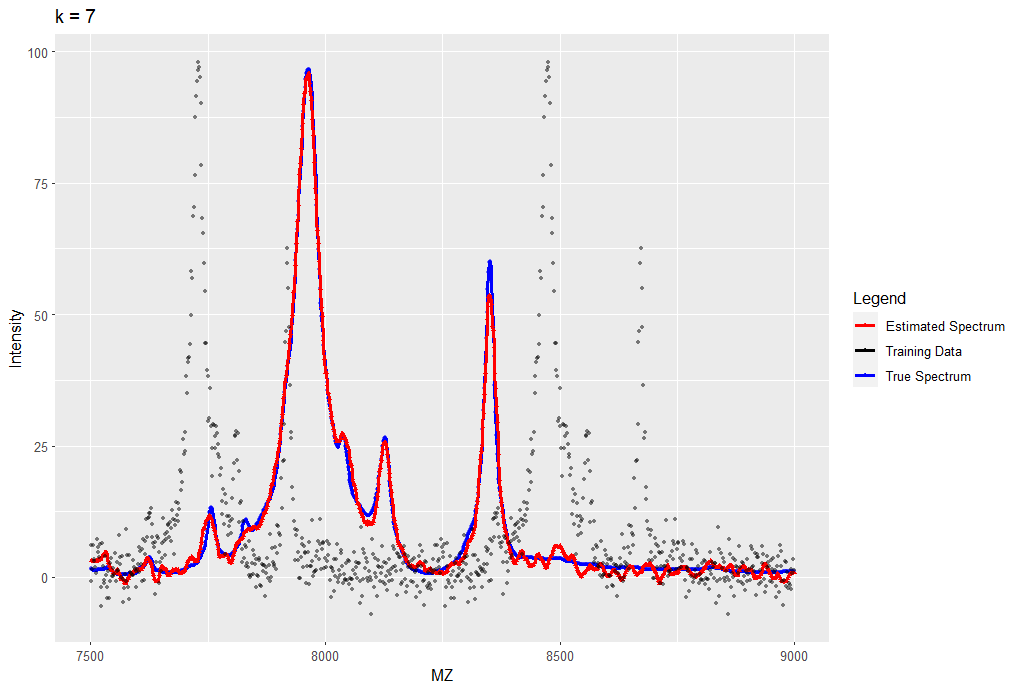 k = 7
100
75
50
25
0
Intensity
7500 8000 8500 9000
MZ
Legend
Estimated Spectrum
Training Data
True Spectrum